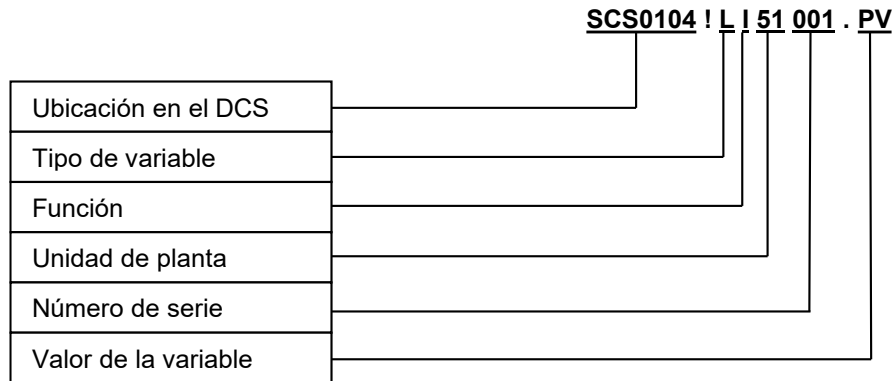 SCS0104 ! L I 51 001 . PV
Ubicación en el DCS
Tipo de variable
Función
Unidad de planta
Número de serie
Valor de la variable